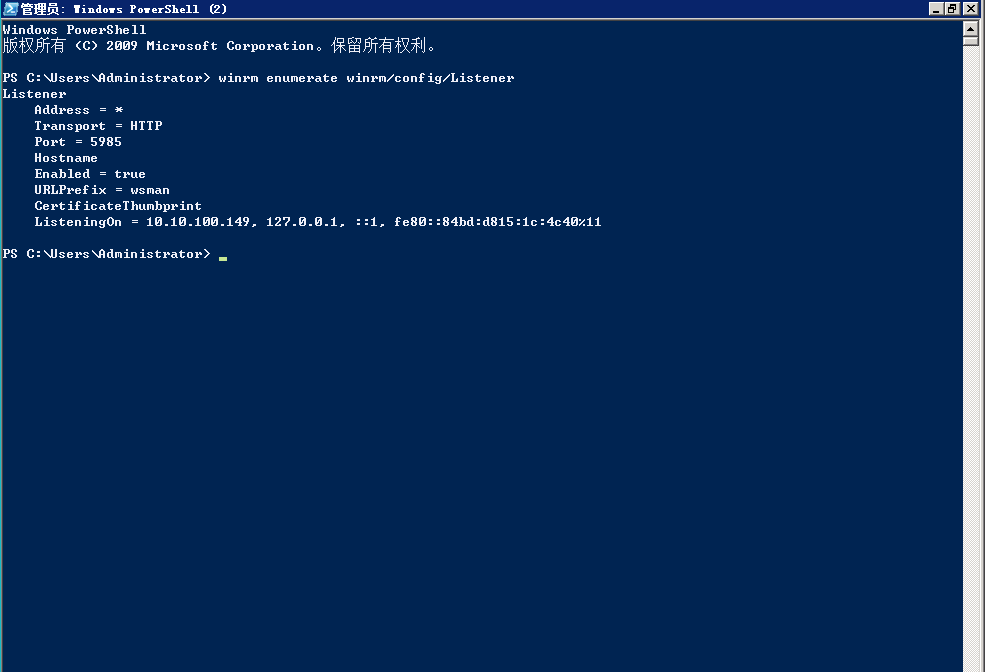 管理员: Windows PowerShell (2)
Windows PowerShell
版权所有 (C) 2009 Microsoft Corporation。保留所有权利。
PS C:\Users\Administrator> winrm enumerate winrm/config/Listener
Listener
    Address = *
    Transport = HTTP
    Port = 5985
    Hostname
    Enabled = true
    URLPrefix = wsman
    CertificateThumbprint
    ListeningOn = 10.10.100.149, 127.0.0.1, ::1, fe80::84bd:d815:1c:4c40%11
PS C:\Users\Administrator>